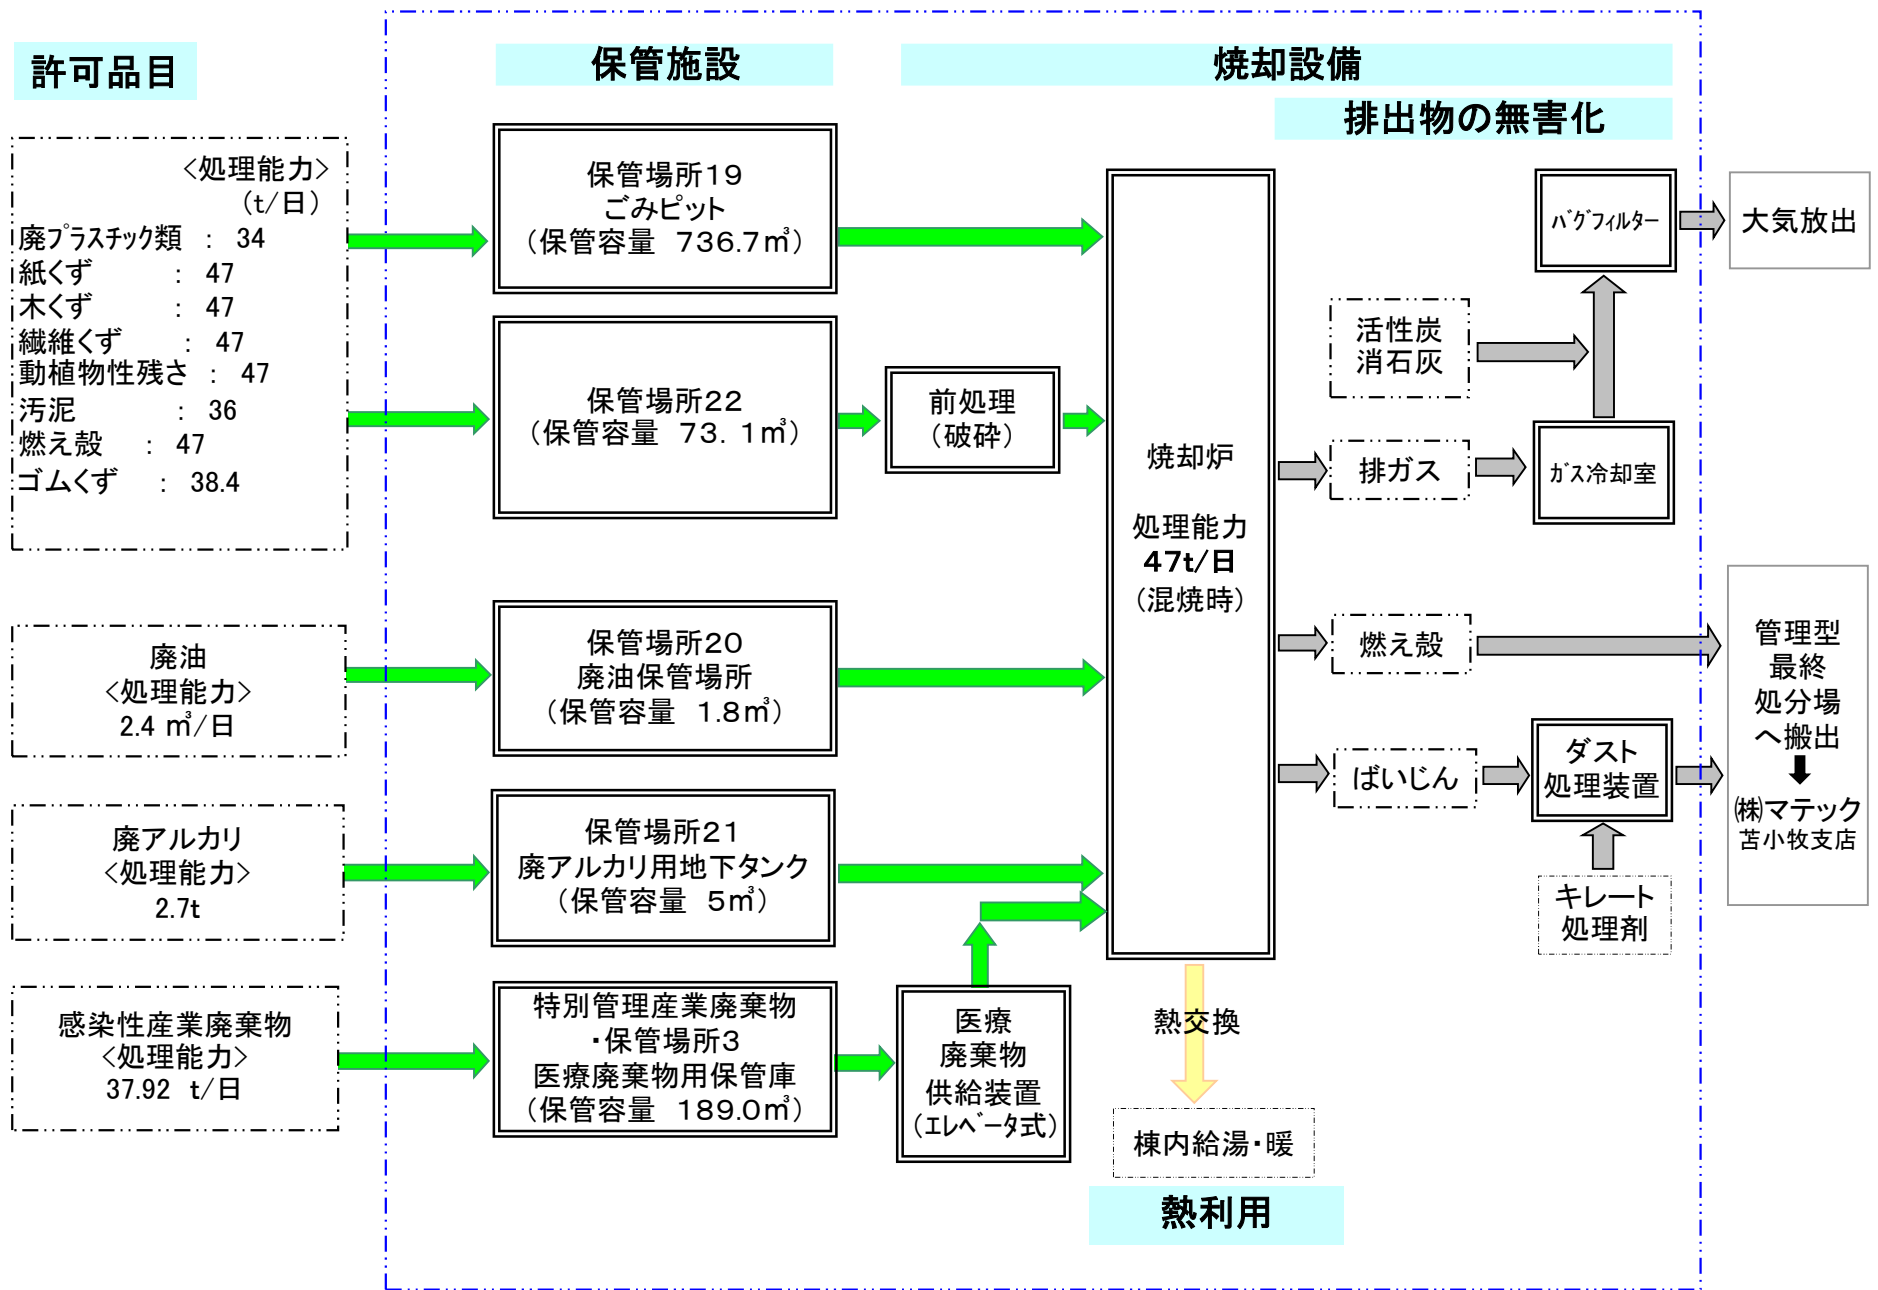 許可品目
保管施設
焼却設備
排出物の無害化
<処理能力>
(t/日)
廃プラスチック類 : 34
紙くず : 47
木くず : 47
繊維くず : 47
動植物性残さ : 47
汚泥 : 36
燃え殻 : 47
ゴムくず : 38.4
保管場所19
ごみピット
(保管容量 736.7㎥)
保管場所22
(保管容量 73.1㎥)
前処理
(破砕)
焼却炉
処理能力
47t/日
(混焼時)
バグフィルター
大気放出
活性炭
消石灰
排ガス
ガス冷却室
廃油
<処理能力>
2.4 ㎥/日
保管場所20
廃油保管場所
(保管容量 1.8㎥)
燃え殻
管理型
最終
処分場
へ搬出
㈱マテック
苫小牧支店
ばいじん
ダスト
処理装置
キレート
処理剤
廃アルカリ
<処理能力>
2.7t
保管場所21
廃アルカリ用地下タンク
(保管容量 5㎥)
感染性産業廃棄物
<処理能力>
37.92 t/日
特別管理産業廃棄物
・保管場所3
医療廃棄物用保管庫
(保管容量 189.0㎥)
医療
廃棄物
供給装置
(エレベータ式)
熱交換
棟内給湯・暖
熱利用